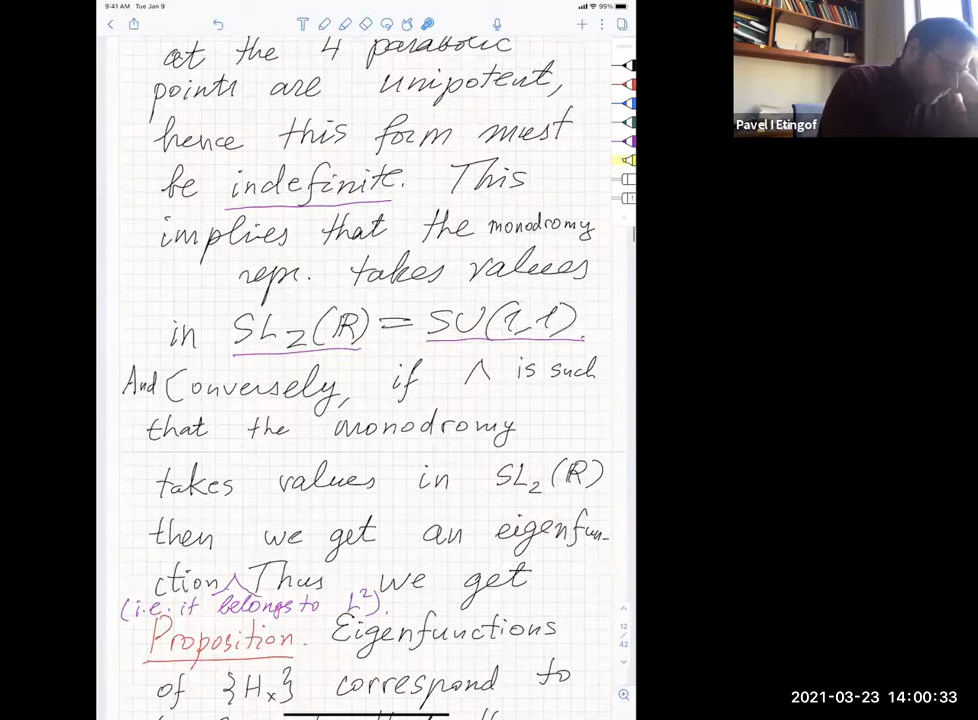 9:41 AM Tue Jan 9
99%
at the 4 parabolic
points are unipotent,
hence this form must
be indefinite. This
implies that the monodromy
repr. takes values
in SL₂(ℝ) = SU(1,1).
And Conversely, if Λ is such
that the monodromy
takes values in SL₂(ℝ)
then we get an eigenfun-
ction. Thus we get
(i.e. it belongs to L²).
Proposition. Eigenfunctions
of {Hₓ} correspond to
12
42
Pavel I Etingof
2021-03-23 14:00:33